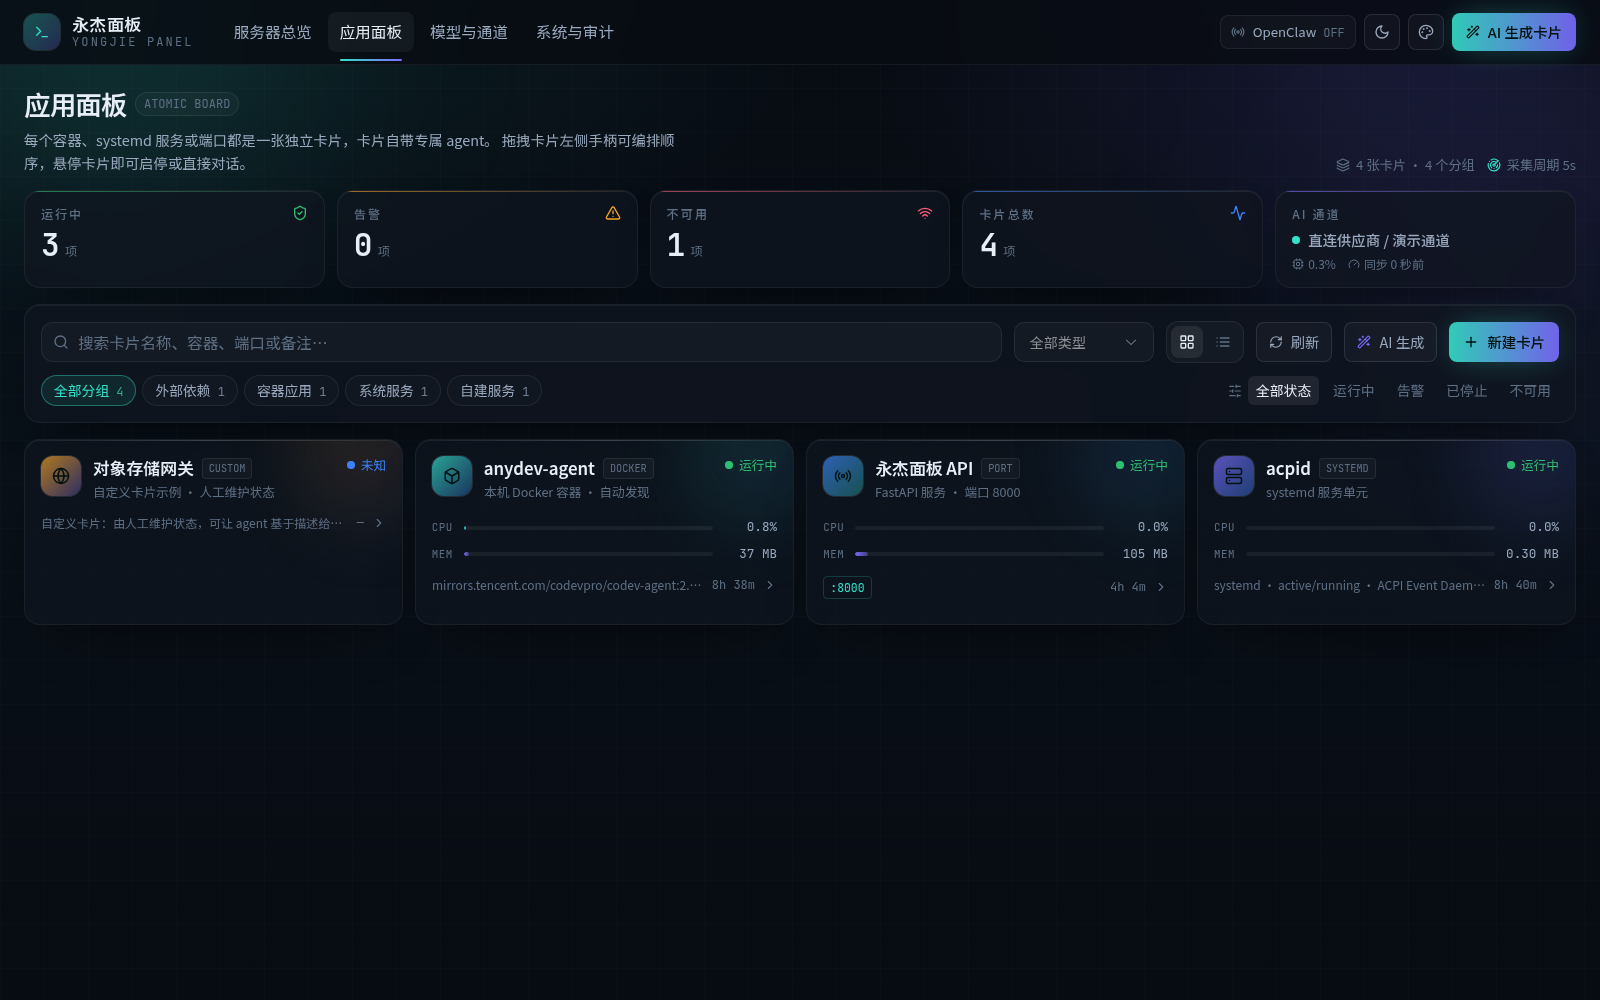 永杰面板
YONGJIE PANEL
服务器总览
应用面板
模型与通道
系统与审计
OpenClaw OFF
AI 生成卡片
应用面板
ATOMIC BOARD
每个容器、systemd 服务或端口都是一张独立卡片，卡片自带专属 agent。 拖拽卡片左侧手柄可编排顺
序，悬停卡片即可启停或直接对话。
4 张卡片 • 4 个分组
采集周期 5s
运行中
3 项
告警
0 项
不可用
1 项
卡片总数
4 项
AI 通道
直连供应商 / 演示通道
0.3%
同步 0 秒前
搜索卡片名称、容器、端口或备注⋯
全部类型
刷新
AI 生成
新建卡片
全部分组 4
外部依赖 1
容器应用 1
系统服务 1
自建服务 1
全部状态
运行中
告警
已停止
不可用
对象存储网关
CUSTOM
未知
自定义卡片示例 • 人工维护状态
自定义卡片：由人工维护状态，可让 agent 基于描述给⋯
—
anydev-agent
DOCKER
运行中
本机 Docker 容器 • 自动发现
CPU
0.8%
MEM
37 MB
mirrors.tencent.com/codevpro/codev-agent:2.⋯
8h 38m
永杰面板 API
PORT
运行中
FastAPI 服务 • 端口 8000
CPU
0.0%
MEM
105 MB
:8000
4h 4m
acpid
SYSTEMD
运行中
systemd 服务单元
CPU
0.0%
MEM
0.30 MB
systemd • active/running • ACPI Event Daem⋯
8h 40m